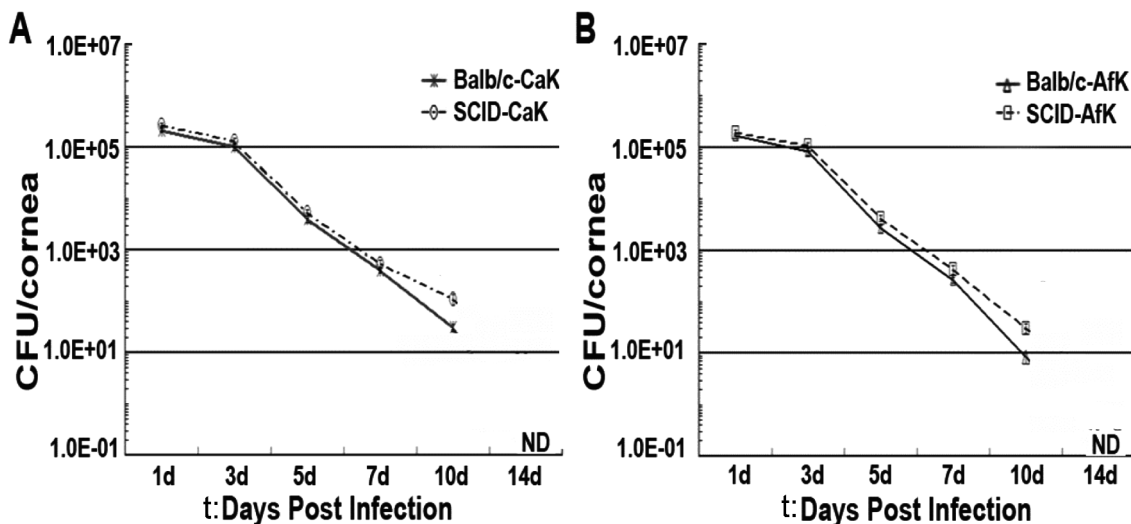 A
1.0E+07
1.0E+05
1.0E+03
1.0E+01
1.0E-01
CFU/cornea
Balb/c-CaK
SCID-CaK
ND
1d 3d 5d 7d 10d 14d
t:Days Post Infection
B
1.0E+07
1.0E+05
1.0E+03
1.0E+01
1.0E-01
CFU/cornea
Balb/c-AfK
SCID-AfK
ND
1d 3d 5d 7d 10d 14d
t:Days Post Infection